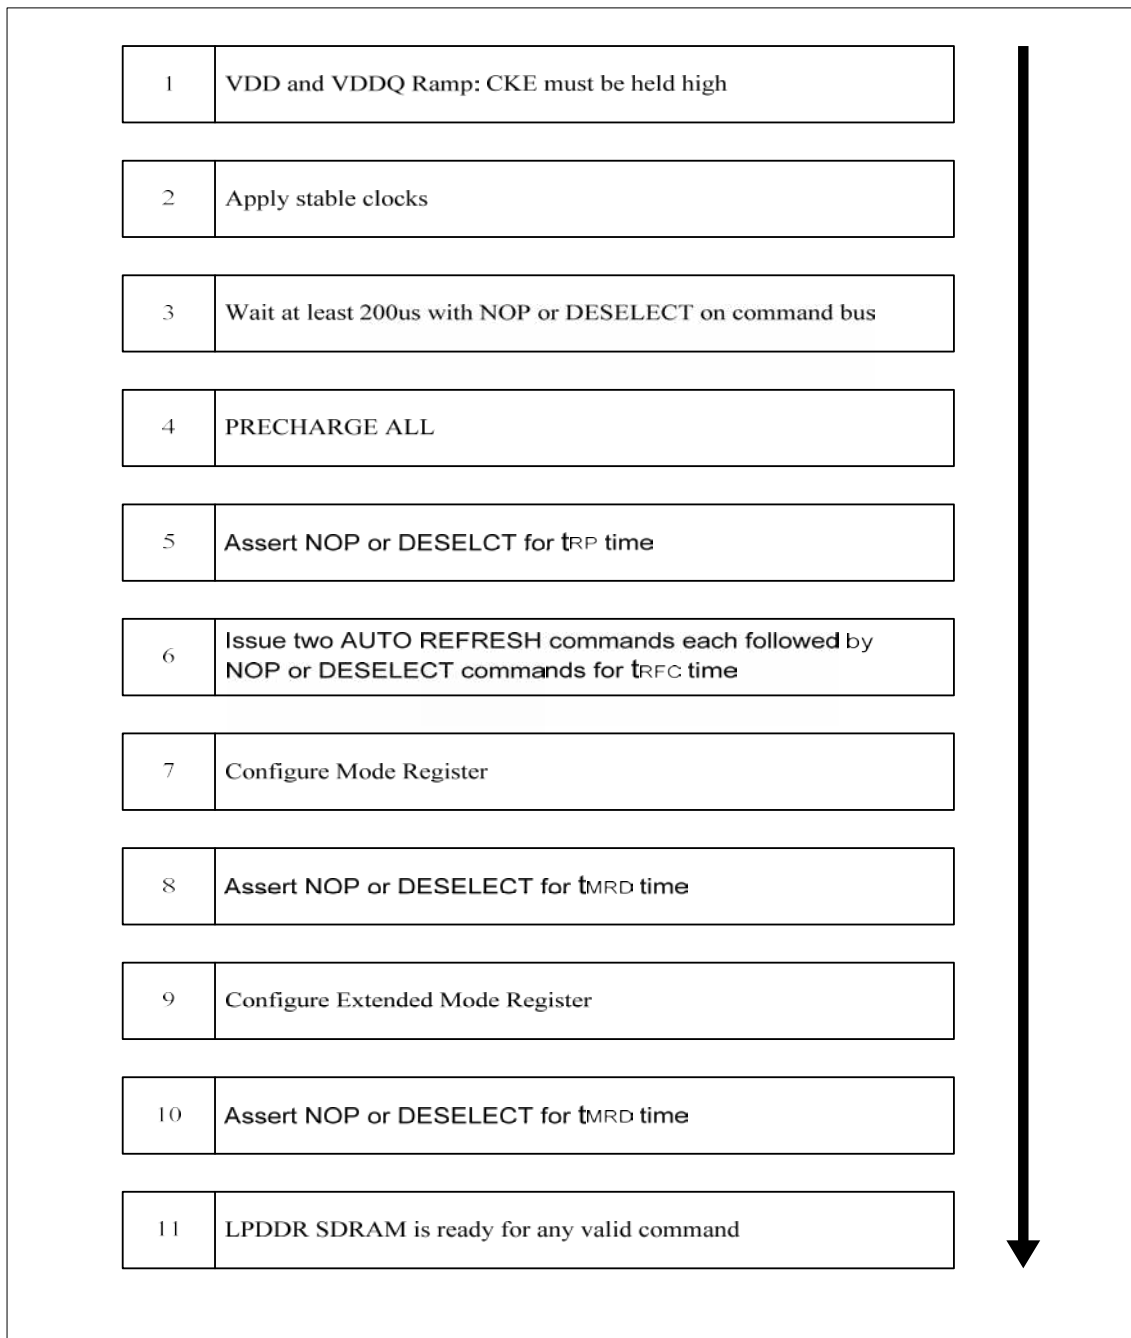 1 VDD and VDDQ Ramp: CKE must be held high
2 Apply stable clocks
3 Wait at least 200us with NOP or DESELECT on command bus
4 PRECHARGE ALL
5 Assert NOP or DESELCT for tRP time
6 Issue two AUTO REFRESH commands each followed by
NOP or DESELECT commands for tRFC time
7 Configure Mode Register
8 Assert NOP or DESELECT for tMRD time
9 Configure Extended Mode Register
10 Assert NOP or DESELECT for tMRD time
11 LPDDR SDRAM is ready for any valid command